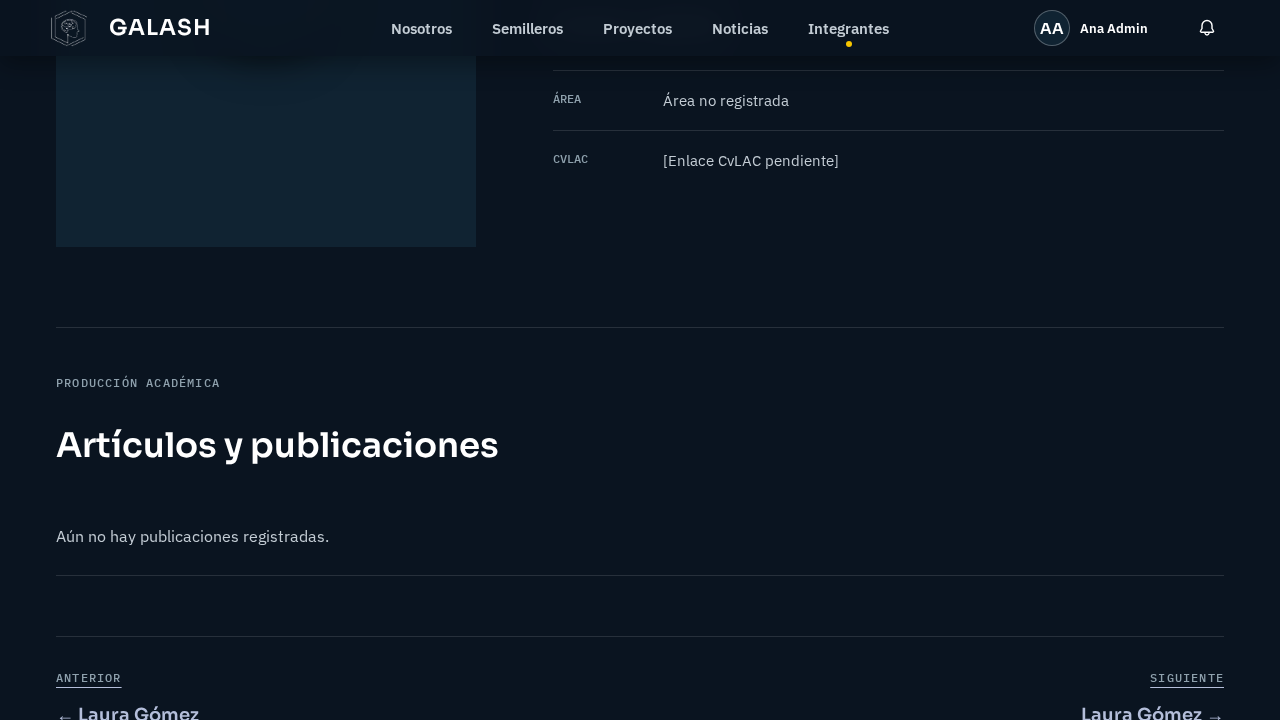 GALASH
Nosotros
Semilleros
Proyectos
Noticias
Integrantes
AA
Ana Admin
ÁREA
Área no registrada
CVLAC
[Enlace CvLAC pendiente]
PRODUCCIÓN ACADÉMICA
Artículos y publicaciones
Aún no hay publicaciones registradas.
ANTERIOR
← Laura Gómez
SIGUIENTE
Laura Gómez →